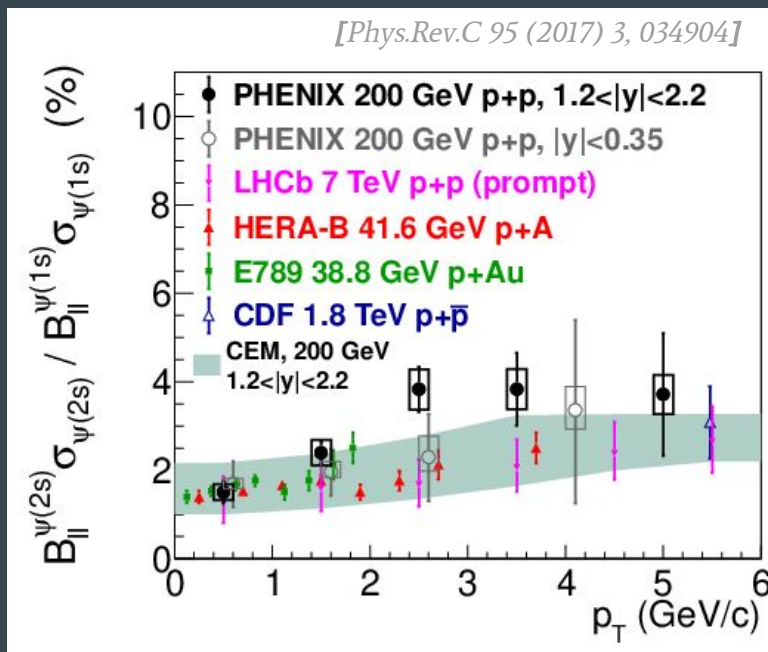 [Phys.Rev.C 95 (2017) 3, 034904]
B_ll^ψ(2s) σ_ψ(2s) / B_ll^ψ(1s) σ_ψ(1s) (%)
PHENIX 200 GeV p+p, 1.2<|y|<2.2
PHENIX 200 GeV p+p, |y|<0.35
LHCb 7 TeV p+p (prompt)
HERA-B 41.6 GeV p+A
E789 38.8 GeV p+Au
CDF 1.8 TeV p+p̅
CEM, 200 GeV
1.2<|y|<2.2
10
8
6
4
2
0
0 1 2 3 4 5 6
p_T (GeV/c)